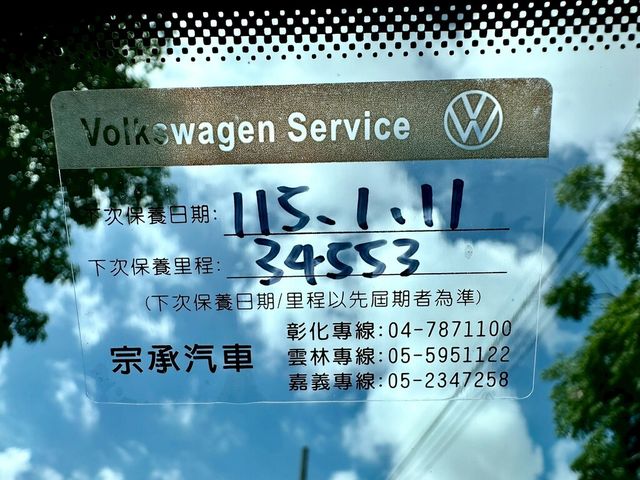 Volkswagen Service
下次保養日期: 115.1.11
下次保養里程: 34553
(下次保養日期/里程以先屆期者為準)
宗承汽車
彰化專線:04-7871100
雲林專線:05-5951122
嘉義專線:05-2347258